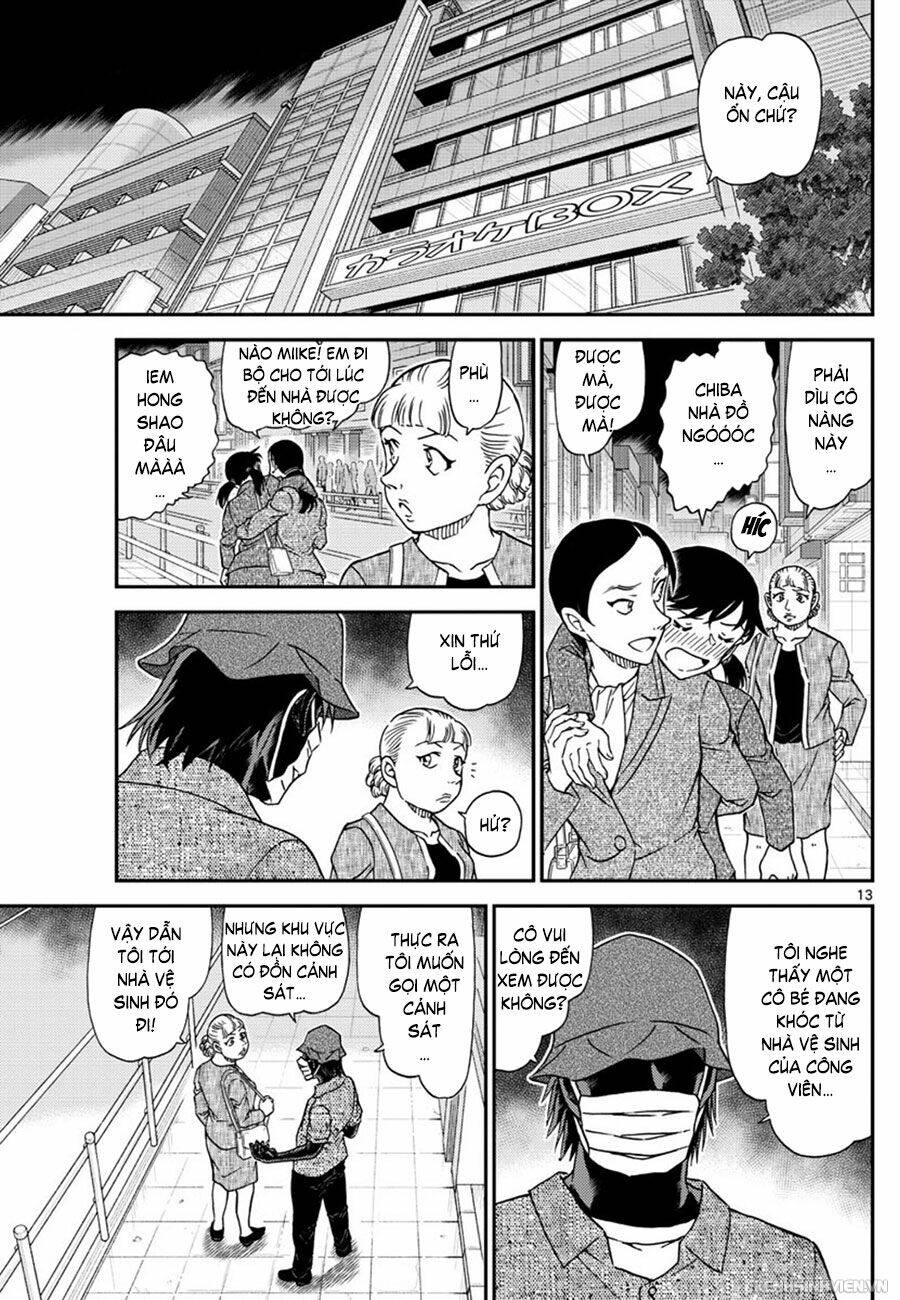 NÀY, CẬU
ỔN CHỨ?
カラオケBOX
PHẢI
DÌU CÔ
NÀNG
NÀY
...
CHIBA
NHÀ ĐỒ
NGÓÓÓC
...
ĐƯỢC
MÀ,
ĐƯỢC
MÀ!
HÍC
PHÙ
...
NÀO MIIKE! EM ĐI
BỘ CHO TỚI LÚC
ĐẾN NHÀ ĐƯỢC
KHÔNG?
IEM
HONG
SHAO
ĐÂU
MÀÀÀ
...
XIN THỨ
LỖI...
HỬ?
13
TÔI NGHE
THẤY MỘT
CÔ BÉ ĐANG
KHÓC TỪ
NHÀ VỆ SINH
CỦA CÔNG
VIÊN...
CÔ VUI
LÒNG ĐẾN
XEM ĐƯỢC
KHÔNG?
THỰC RA
TÔI MUỐN
GỌI MỘT
CẢNH
SÁT
...
NHƯNG KHU VỰC
NÀY LẠI KHÔNG
CÓ ĐỒN CẢNH
SÁT...
VẬY DẪN
TÔI TỚI
NHÀ VỆ
SINH ĐÓ
ĐI!